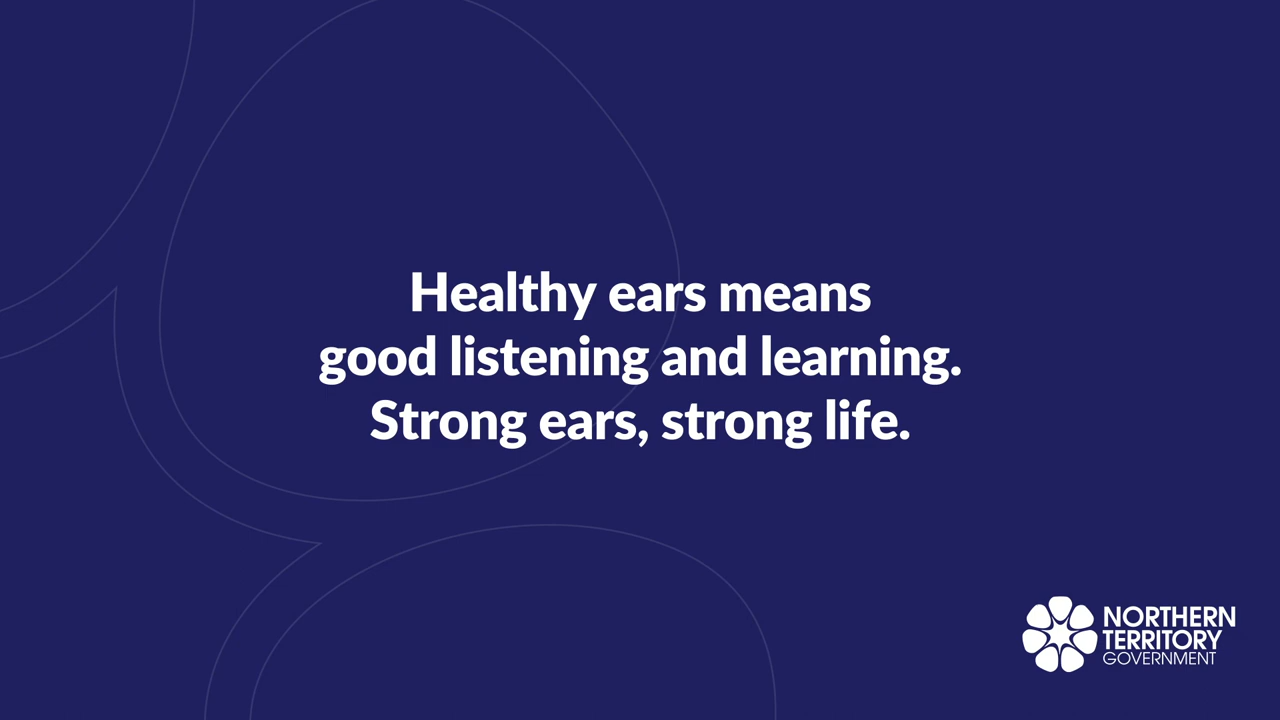 Healthy ears means
good listening and learning.
Strong ears, strong life.
NORTHERN
TERRITORY
GOVERNMENT